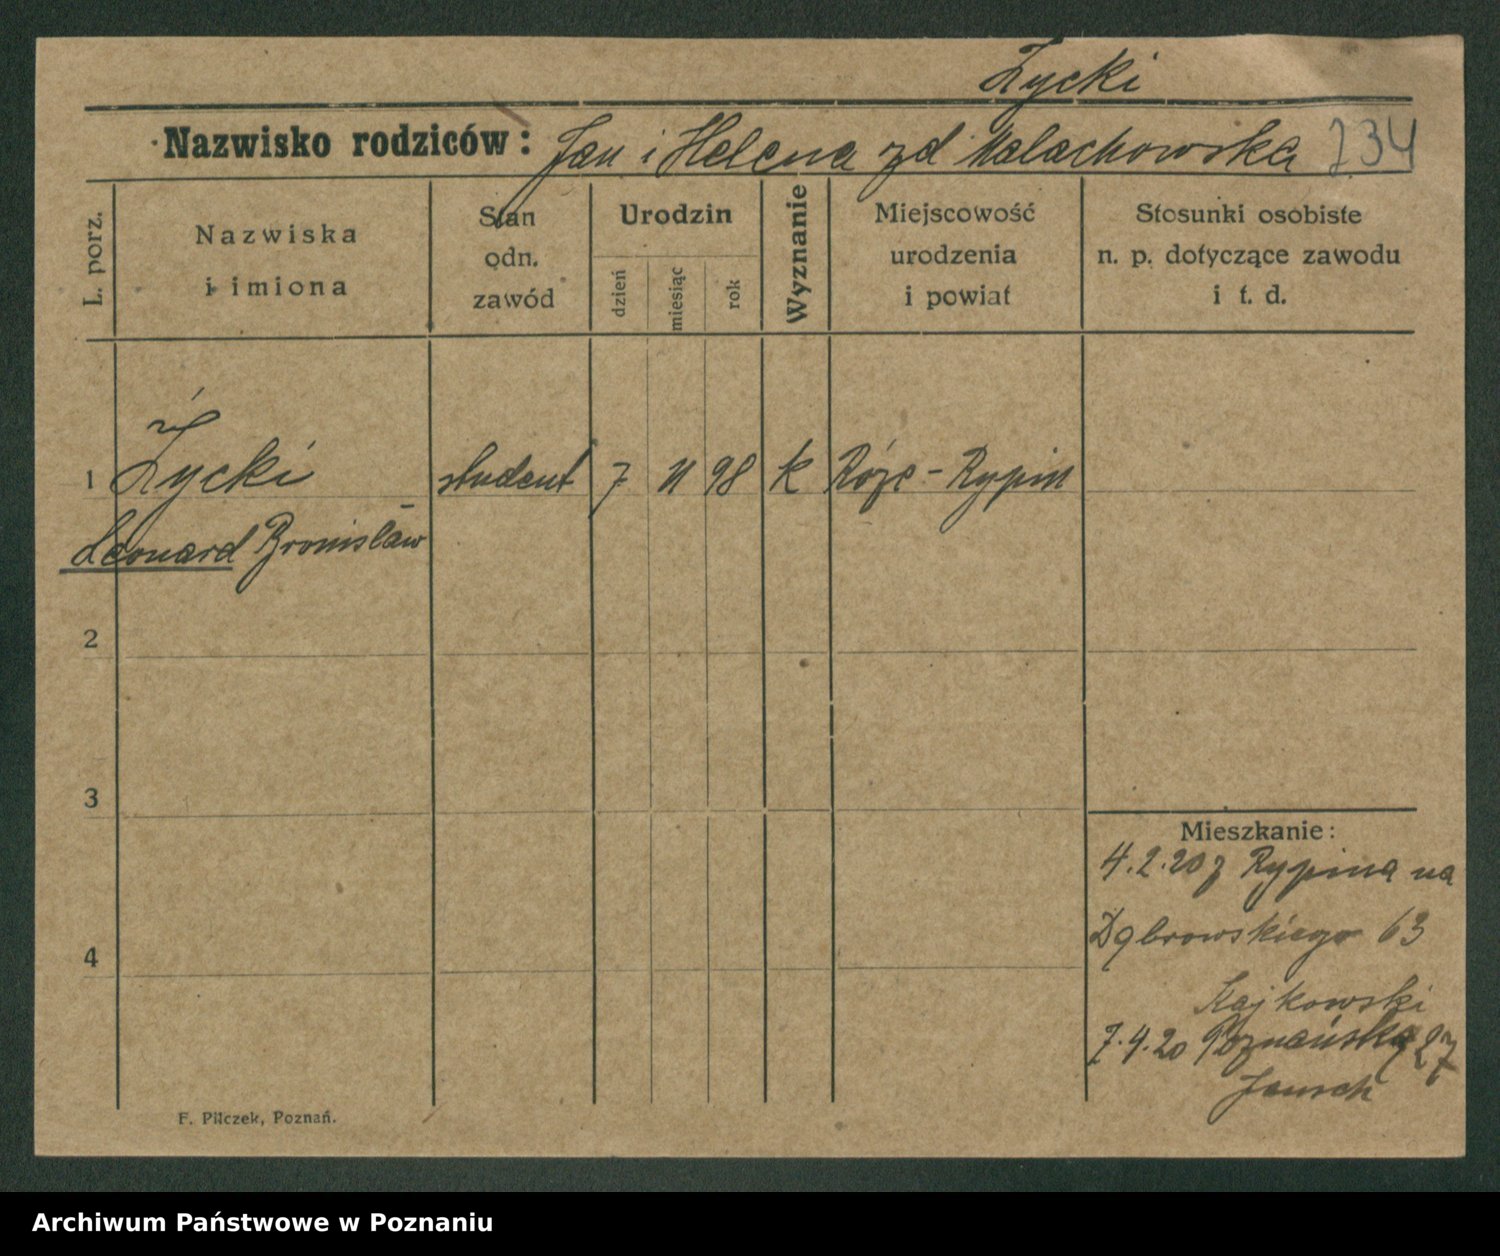 Życki
Nazwisko rodziców: Jan i Helena zd Małachowska 234
L. porz.
Nazwiska
i imiona
Stan
odn.
zawód
Urodzin
dzień
miesiąc
rok
Wyznanie
Miejscowość
urodzenia
i powiat
Stosunki osobiste
n. p. dotyczące zawodu
i t. d.
1 Życki student 7 11 98 k Róże - Rypin
Leonard Bronisław
2
3
4
Mieszkanie:
4.2.20 z Rypina na
Dąbrowskiego 63
Kajkowski
7.4.20 Poznańska 27
F. Pilczek, Poznań.
Archiwum Państwowe w Poznaniu